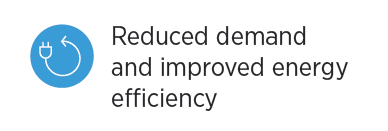 Reduced demand
and improved energy
efficiency